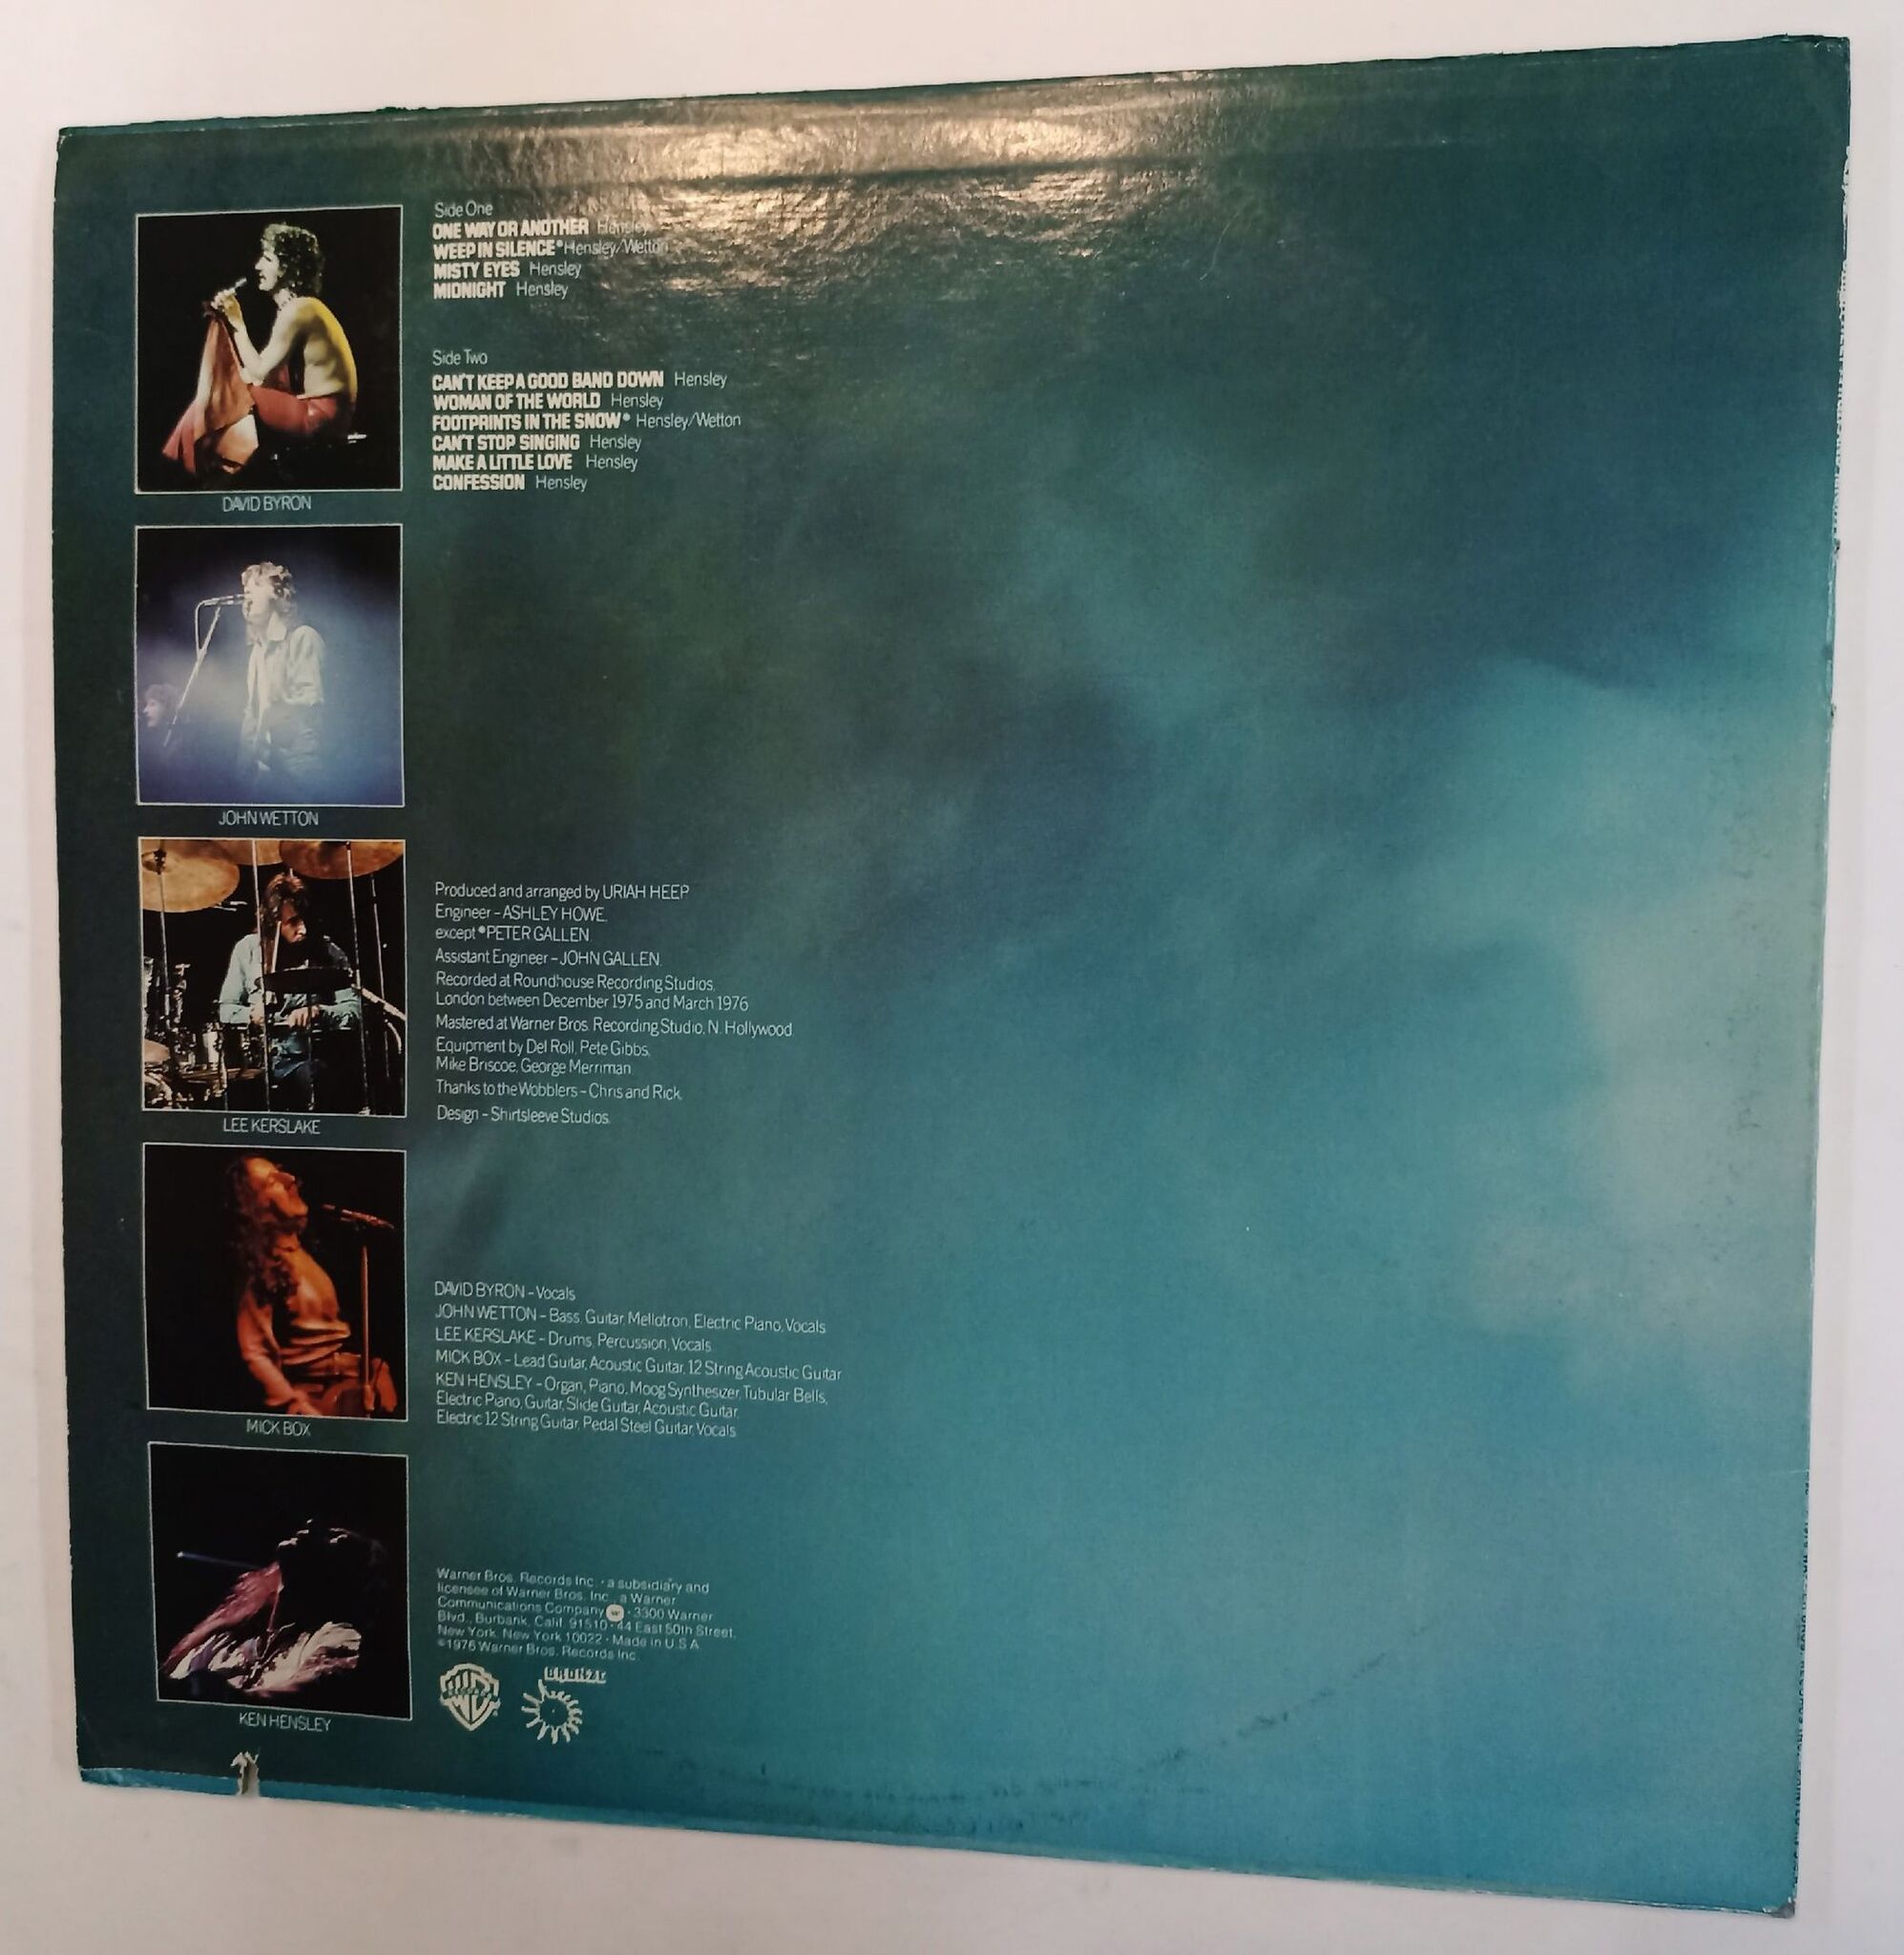 Side One
ONE WAY OR ANOTHER Hensley
WEEP IN SILENCE* Hensley/Wetton
MISTY EYES Hensley
MIDNIGHT Hensley
Side Two
CAN'T KEEP A GOOD BAND DOWN Hensley
WOMAN OF THE WORLD Hensley
FOOTPRINTS IN THE SNOW* Hensley/Wetton
CAN'T STOP SINGING Hensley
MAKE A LITTLE LOVE Hensley
CONFESSION Hensley
DAVID BYRON
JOHN WETTON
LEE KERSLAKE
MICK BOX
KEN HENSLEY
Produced and arranged by URIAH HEEP
Engineer - ASHLEY HOWE,
except *PETER GALLEN
Assistant Engineer - JOHN GALLEN
Recorded at Roundhouse Recording Studios,
London between December 1975 and March 1976
Mastered at Warner Bros. Recording Studio, N. Hollywood
Equipment by Del Roll, Pete Gibbs,
Mike Briscoe, George Merriman
Thanks to the Wobblers - Chris and Rick
Design - Shirtsleeve Studios
DAVID BYRON - Vocals
JOHN WETTON - Bass, Guitar, Mellotron, Electric Piano, Vocals
LEE KERSLAKE - Drums, Percussion, Vocals
MICK BOX - Lead Guitar, Acoustic Guitar, 12 String Acoustic Guitar
KEN HENSLEY - Organ, Piano, Moog Synthesizer, Tubular Bells,
Electric Piano, Guitar, Slide Guitar, Acoustic Guitar,
Electric 12 String Guitar, Pedal Steel Guitar, Vocals
Warner Bros. Records Inc. · a subsidiary and
licensee of Warner Bros. Inc., a Warner
Communications Company · 3300 Warner
Blvd., Burbank, Calif. 91510 · 44 East 50th Street,
New York, New York 10022 · Made in U.S.A.
©1976 Warner Bros. Records Inc.
WB RECORDS
BRONZE